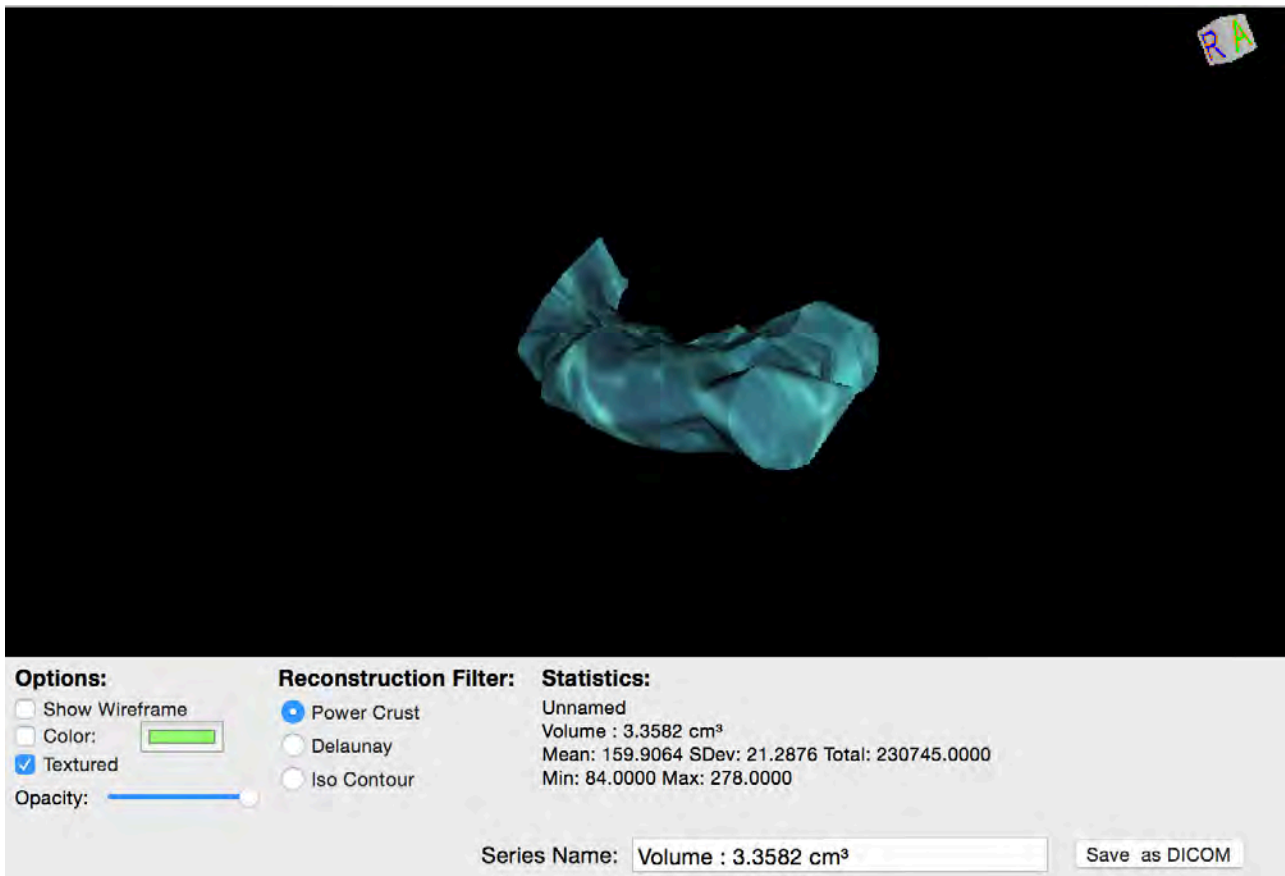 R A
Options:
Show Wireframe
Color:
Textured
Opacity:
Reconstruction Filter:
Power Crust
Delaunay
Iso Contour
Statistics:
Unnamed
Volume : 3.3582 cm³
Mean: 159.9064 SDev: 21.2876 Total: 230745.0000
Min: 84.0000 Max: 278.0000
Series Name: Volume : 3.3582 cm³ Save as DICOM